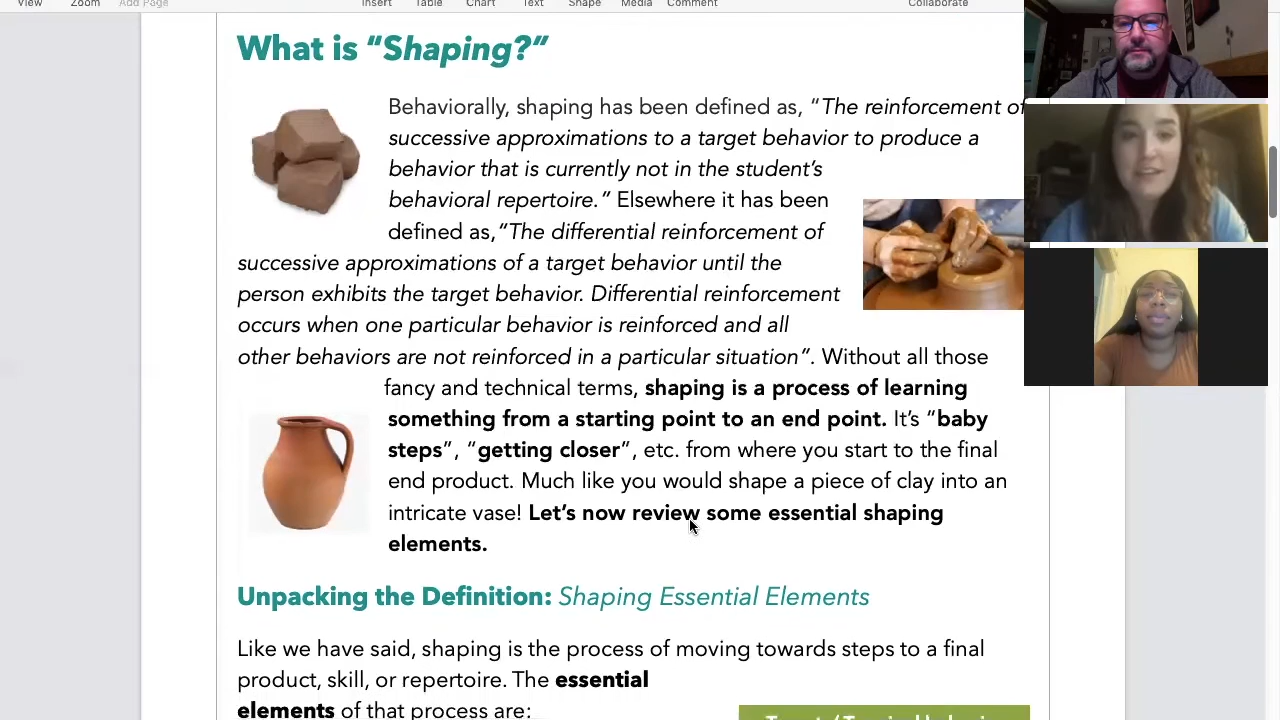 View Zoom Add Page Insert Table Chart Text Shape Media Comment Collaborate
What is “Shaping?”
Behaviorally, shaping has been defined as, “The reinforcement of
successive approximations to a target behavior to produce a
behavior that is currently not in the student’s
behavioral repertoire.” Elsewhere it has been
defined as,“The differential reinforcement of
successive approximations of a target behavior until the
person exhibits the target behavior. Differential reinforcement
occurs when one particular behavior is reinforced and all
other behaviors are not reinforced in a particular situation”. Without all those
fancy and technical terms, shaping is a process of learning
something from a starting point to an end point. It’s “baby
steps”, “getting closer”, etc. from where you start to the final
end product. Much like you would shape a piece of clay into an
intricate vase! Let’s now review some essential shaping
elements.
Unpacking the Definition: Shaping Essential Elements
Like we have said, shaping is the process of moving towards steps to a final
product, skill, or repertoire. The essential
elements of that process are: